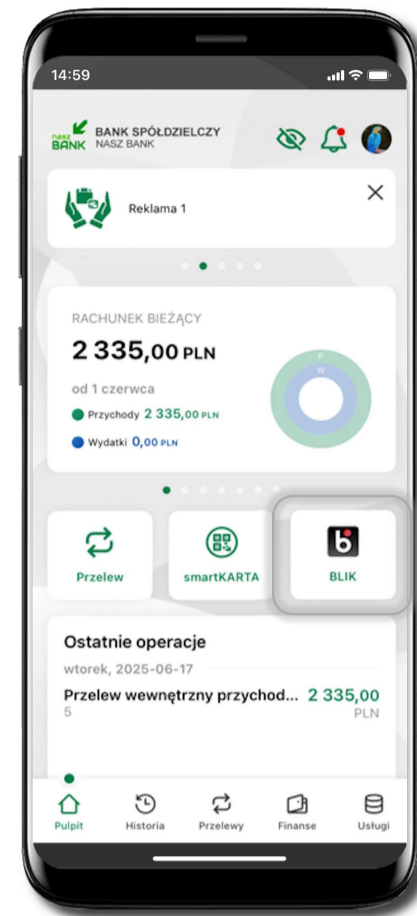 14:59
nasz BANK
BANK SPÓŁDZIELCZY
NASZ BANK
Reklama 1
RACHUNEK BIEŻĄCY
2 335,00 PLN
od 1 czerwca
Przychody 2 335,00 PLN
Wydatki 0,00 PLN
P
W
Przelew
smartKARTA
BLIK
Ostatnie operacje
wtorek, 2025-06-17
Przelew wewnętrzny przychod... 2 335,00
5 PLN
Pulpit
Historia
Przelewy
Finanse
Usługi